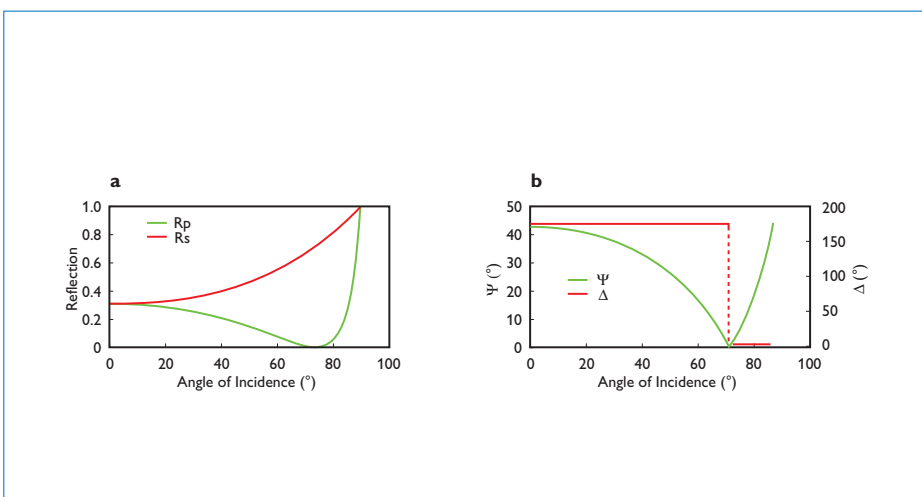 a
1.0
0.8
0.6
0.4
0.2
0
Reflection
Rp
Rs
0 20 40 60 80 100
Angle of Incidence (°)
b
50
40
30
20
10
0
Ψ (°)
Ψ
Δ
200
150
100
50
0
Δ (°)
0 20 40 60 80 100
Angle of Incidence (°)